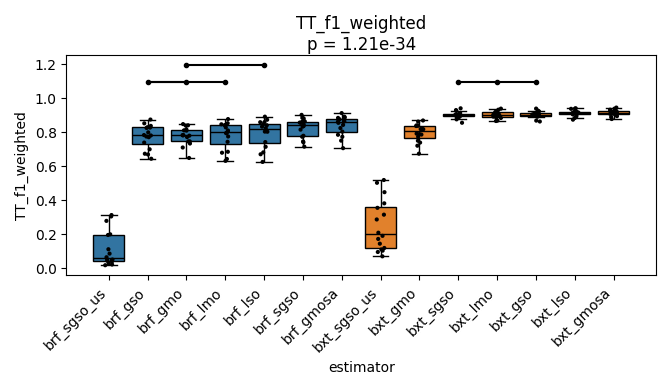 TT_f1_weighted
p = 1.21e-34
TT_f1_weighted
1.2
1.0
0.8
0.6
0.4
0.2
0.0
brf_sgso_us
brf_gso
brf_gmo
brf_lmo
brf_lso
brf_sgso
brf_gmosa
bxt_sgso_us
bxt_gmo
bxt_sgso
bxt_lmo
bxt_gso
bxt_lso
bxt_gmosa
estimator